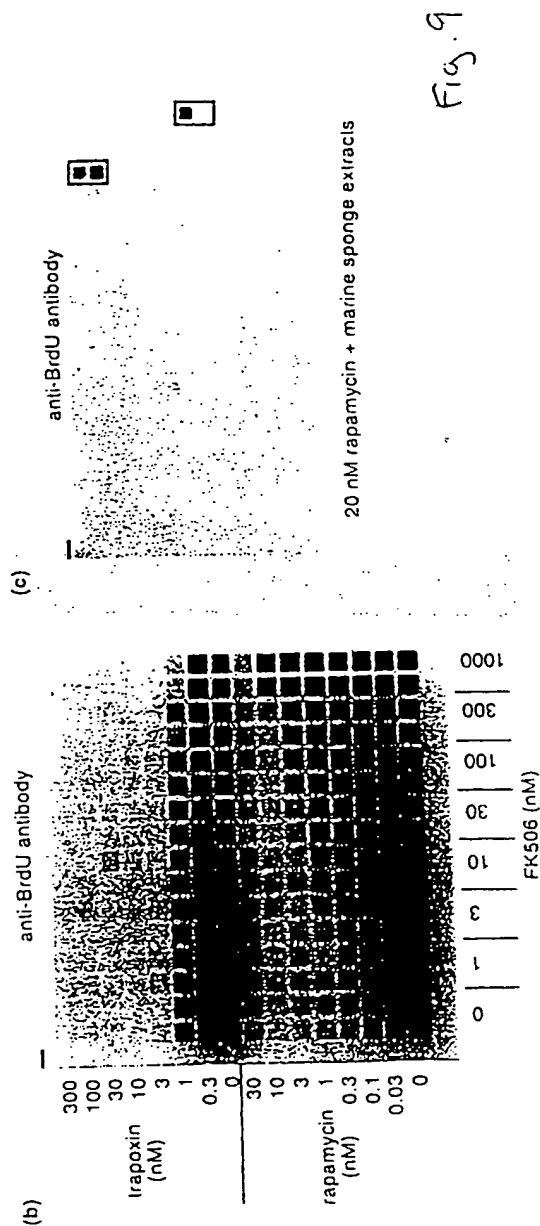 (b)
anti-BrdU antibody
trapoxin
(nM)
300
100
30
10
3
1
0.3
0
rapamycin
(nM)
30
10
3
1
0.3
0.1
0.03
0
0 1 3 10 30 100 300 1000
FK506 (nM)
(c)
anti-BrdU antibody
20 nM rapamycin + marine sponge extracts
Fig. 9